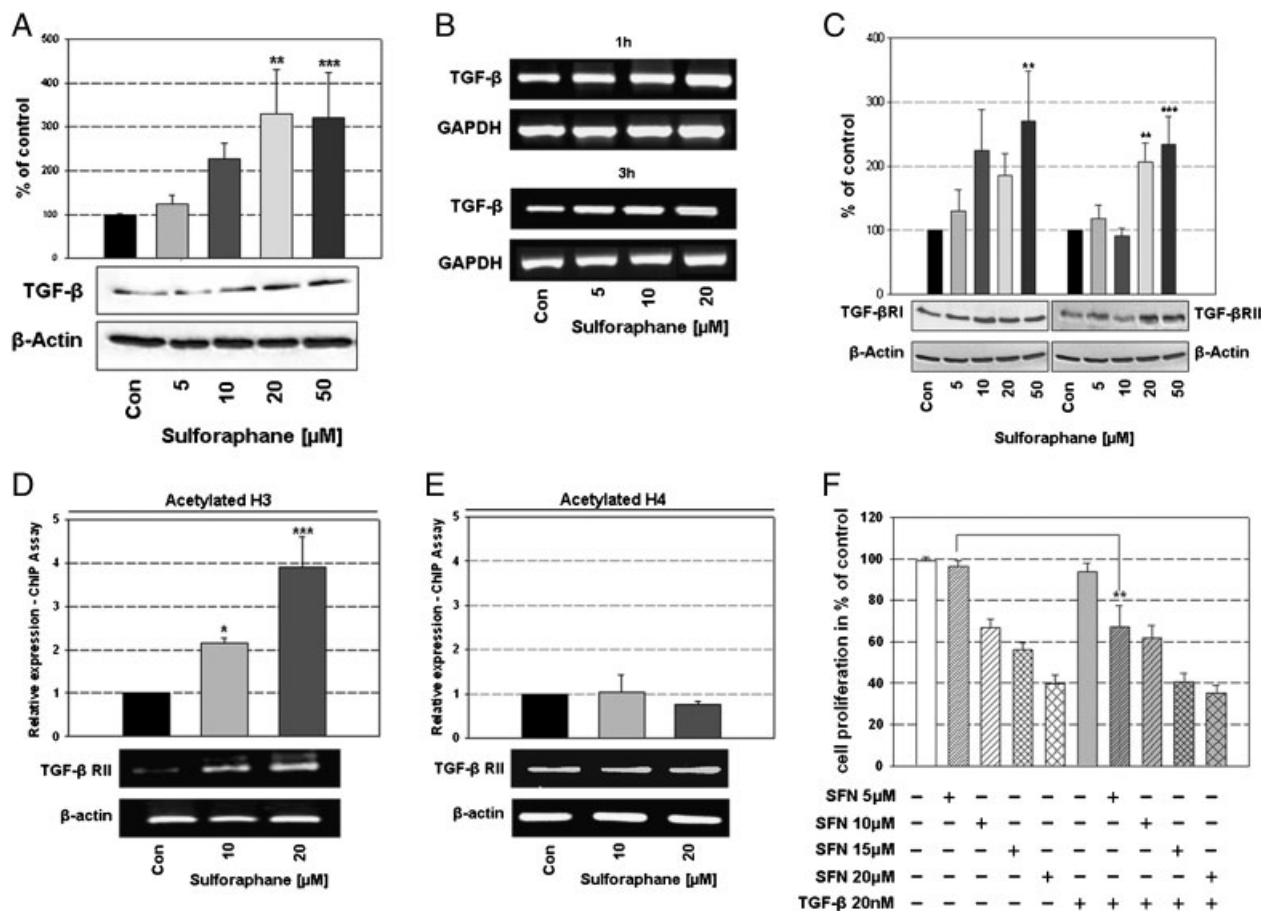 A
% of control
500
400
300
200
100
0
** ***
TGF-β
β-Actin
Con 5 10 20 50
Sulforaphane [μM]
B
1h
TGF-β
GAPDH
3h
TGF-β
GAPDH
Con 5 10 20
Sulforaphane [μM]
C
% of control
400
300
200
100
0
** ** ***
TGF-βRI TGF-βRII
β-Actin β-Actin
Con 5 10 20 50 Con 5 10 20 50
Sulforaphane [μM]
D
Acetylated H3
Relative expression - ChIP Assay
5
4
3
2
1
0
* ***
TGF-β RII
β-actin
Con 10 20
Sulforaphane [μM]
E
Acetylated H4
Relative expression - ChIP Assay
5
4
3
2
1
0
TGF-β RII
β-actin
Con 10 20
Sulforaphane [μM]
F
cell proliferation in % of control
120
100
80
60
40
20
0
**
SFN 5μM – + – – – – + – – –
SFN 10μM – – + – – – – + – –
SFN 15μM – – – + – – – – + –
SFN 20μM – – – – + – – – – +
TGF-β 20nM – – – – – + + + + +